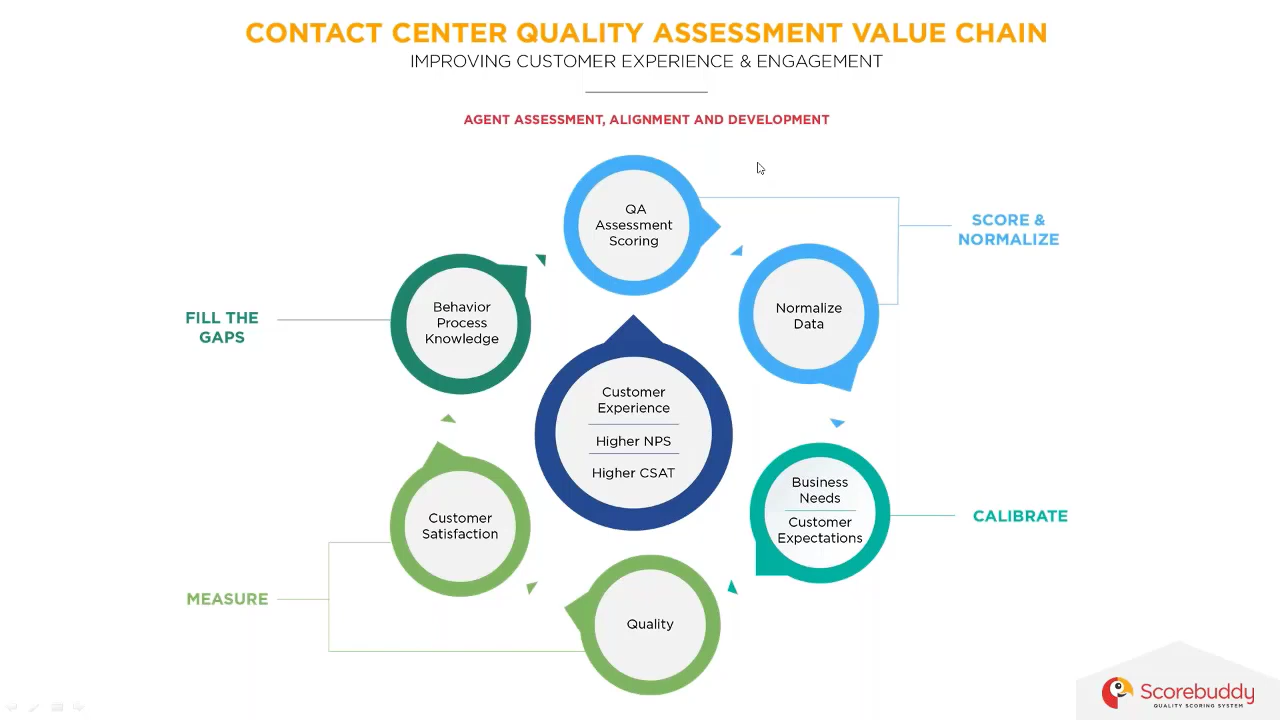 CONTACT CENTER QUALITY ASSESSMENT VALUE CHAIN
IMPROVING CUSTOMER EXPERIENCE & ENGAGEMENT
AGENT ASSESSMENT, ALIGNMENT AND DEVELOPMENT
QA
Assessment
Scoring
SCORE &
NORMALIZE
Normalize
Data
Behavior
Process
Knowledge
FILL THE
GAPS
Customer
Experience
Higher NPS
Higher CSAT
Business
Needs
Customer
Expectations
CALIBRATE
Customer
Satisfaction
MEASURE
Quality
Scorebuddy
QUALITY SCORING SYSTEM